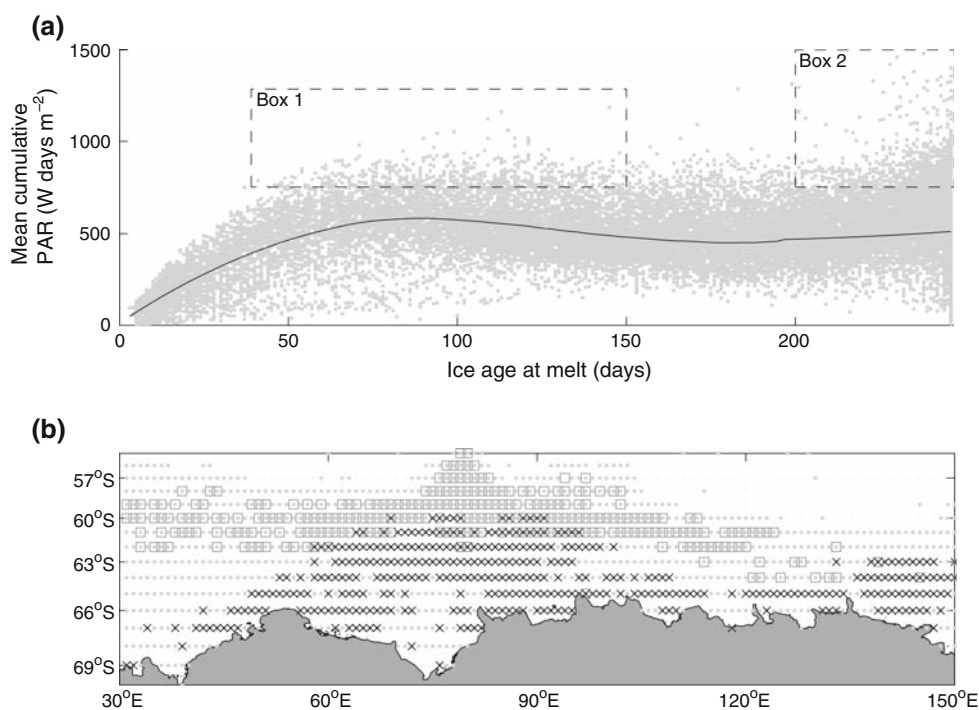 (a)
1500
1000
500
0
Mean cumulative
PAR (W days m⁻²)
Box 1
Box 2
0 50 100 150 200
Ice age at melt (days)
(b)
57°S
60°S
63°S
66°S
69°S
30°E 60°E 90°E 120°E 150°E